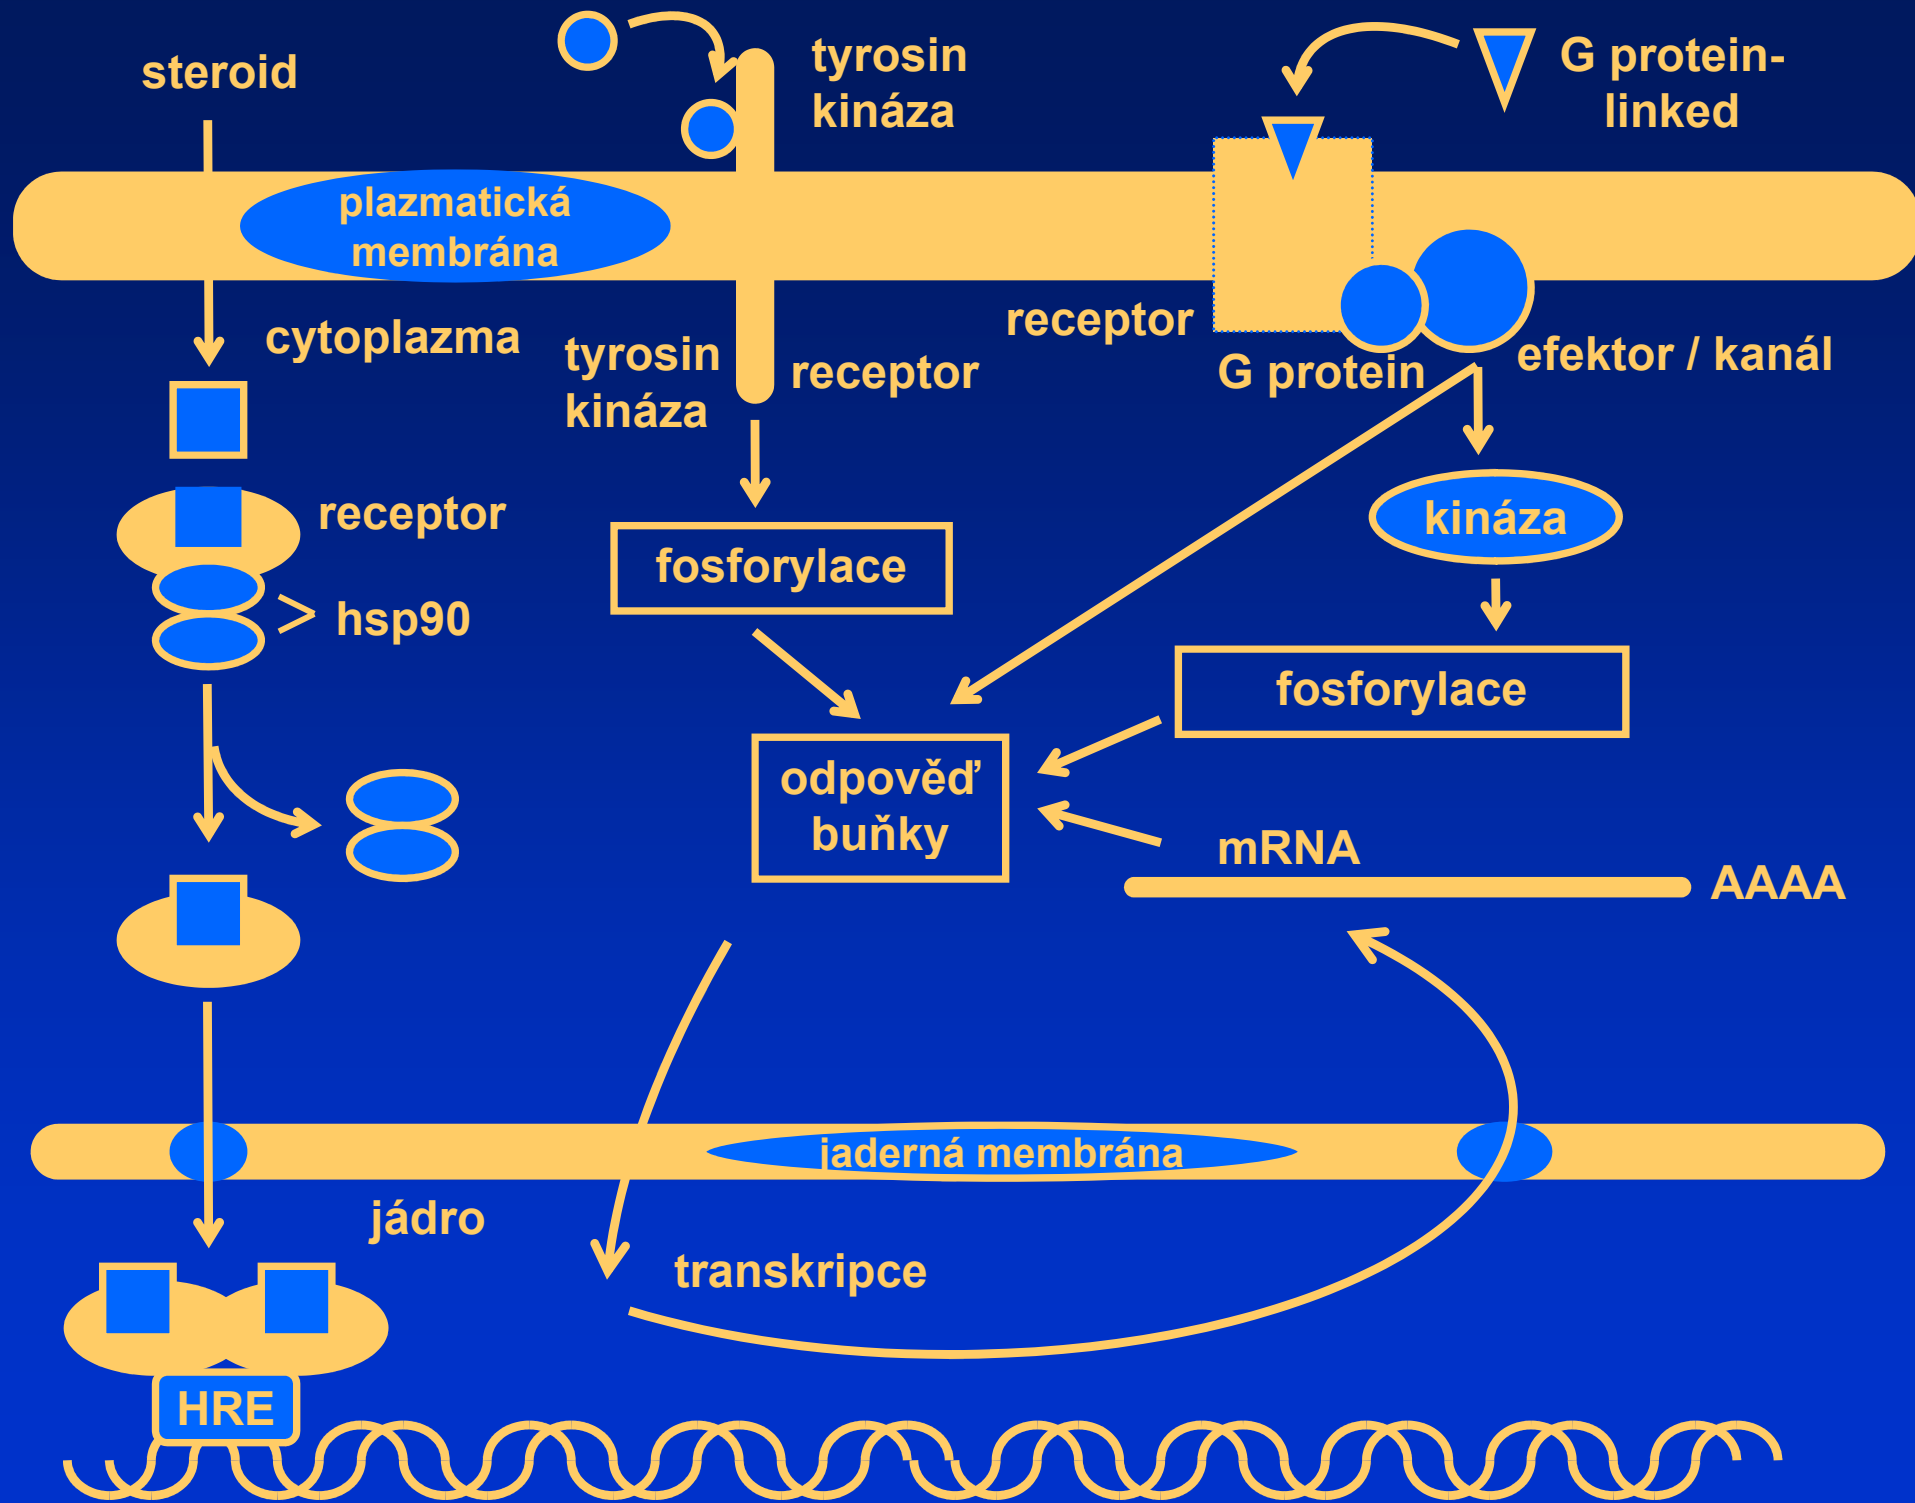 steroid
tyrosin
kináza
G protein-
linked
plazmatická
membrána
cytoplazma
tyrosin
kináza
receptor
receptor
G protein
efektor / kanál
receptor
kináza
fosforylace
hsp90
fosforylace
odpověď
buňky
mRNA
AAAA
jaderná membrána
jádro
transkripce
HRE